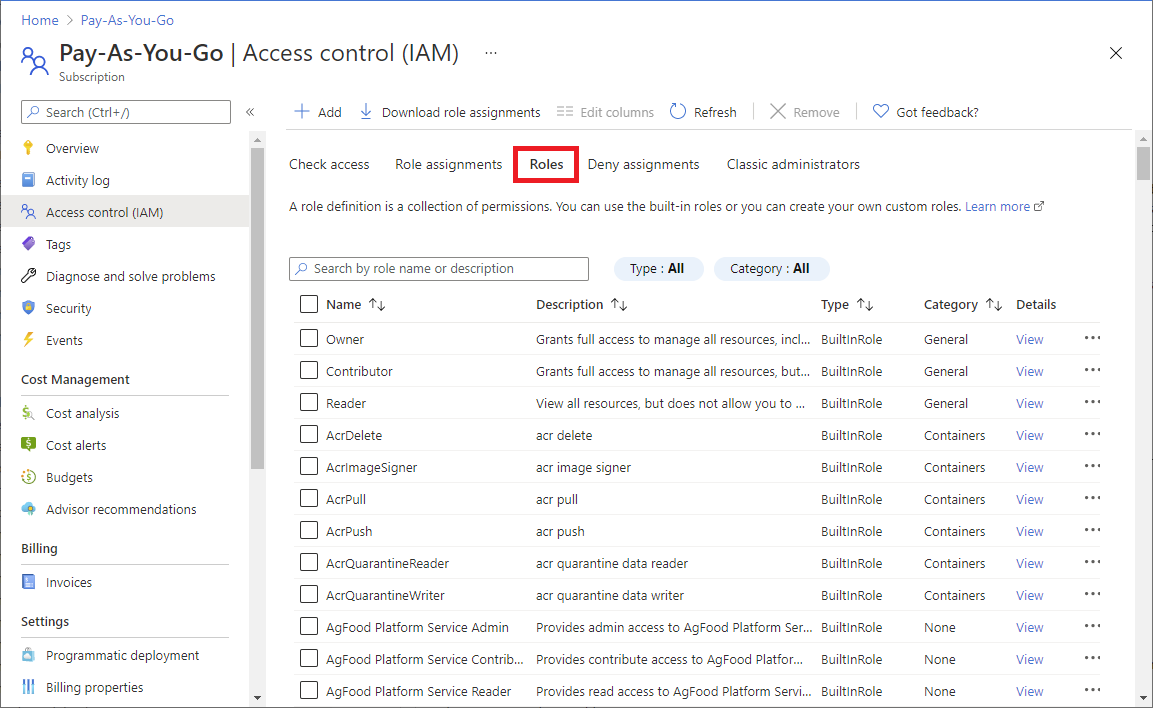 Home > Pay-As-You-Go
Pay-As-You-Go | Access control (IAM) ...
Subscription
Search (Ctrl+/)
Overview
Activity log
Access control (IAM)
Tags
Diagnose and solve problems
Security
Events
Cost Management
Cost analysis
Cost alerts
Budgets
Advisor recommendations
Billing
Invoices
Settings
Programmatic deployment
Billing properties
Add Download role assignments Edit columns Refresh Remove Got feedback?
Check access Role assignments Roles Deny assignments Classic administrators
A role definition is a collection of permissions. You can use the built-in roles or you can create your own custom roles. Learn more
Search by role name or description Type : All Category : All
Name Description Type Category Details
Owner Grants full access to manage all resources, incl... BuiltInRole General View
Contributor Grants full access to manage all resources, but... BuiltInRole General View
Reader View all resources, but does not allow you to ... BuiltInRole General View
AcrDelete acr delete BuiltInRole Containers View
AcrImageSigner acr image signer BuiltInRole Containers View
AcrPull acr pull BuiltInRole Containers View
AcrPush acr push BuiltInRole Containers View
AcrQuarantineReader acr quarantine data reader BuiltInRole Containers View
AcrQuarantineWriter acr quarantine data writer BuiltInRole Containers View
AgFood Platform Service Admin Provides admin access to AgFood Platform Ser... BuiltInRole None View
AgFood Platform Service Contrib... Provides contribute access to AgFood Platfor... BuiltInRole None View
AgFood Platform Service Reader Provides read access to AgFood Platform Servi... BuiltInRole None View